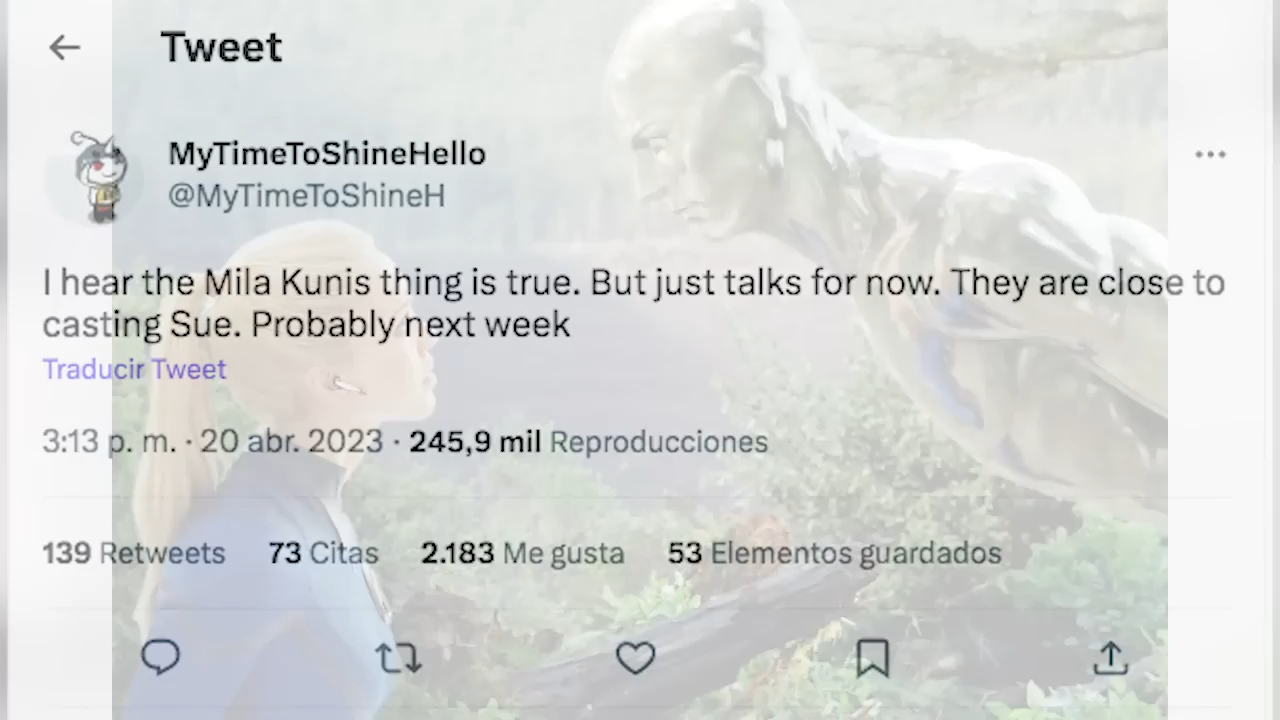 Tweet
MyTimeToShineHello
@MyTimeToShineH
I hear the Mila Kunis thing is true. But just talks for now. They are close to
casting Sue. Probably next week
Traducir Tweet
3:13 p. m. · 20 abr. 2023 · 245,9 mil Reproducciones
139 Retweets 73 Citas 2.183 Me gusta 53 Elementos guardados